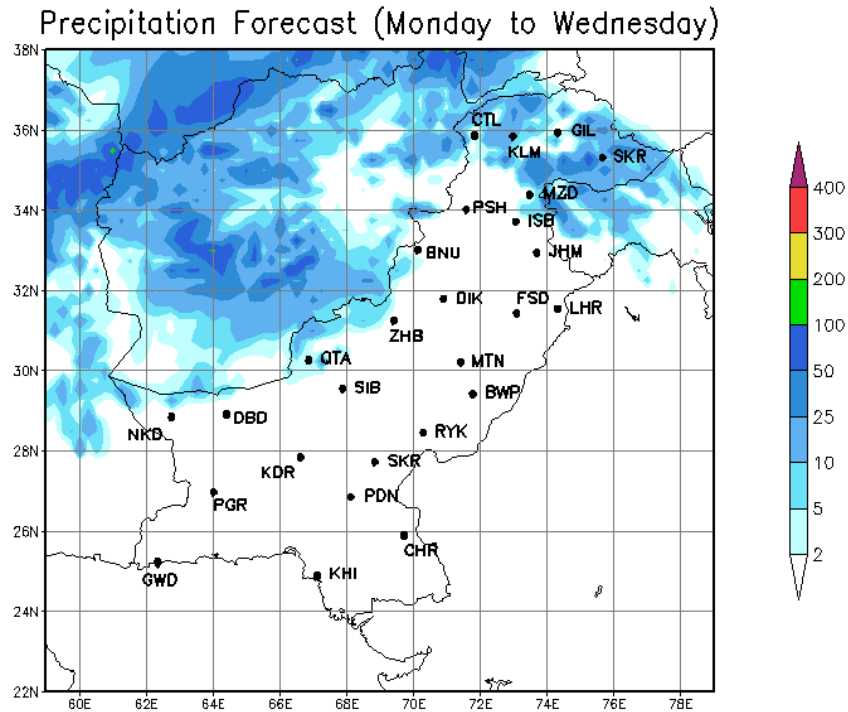 Precipitation Forecast (Monday to Wednesday)
38N
36N
34N
32N
30N
28N
26N
24N
22N
60E 62E 64E 66E 68E 70E 72E 74E 76E 78E
CTL
GIL
KLM
SKR
MZD
PSH
ISB
BNU
JHM
DIK
FSD
LHR
ZHB
QTA
MTN
SIB
BWP
DBD
NKD
RYK
KDR
SKR
PGR
PDN
CHR
GWD
KHI
400
300
200
100
50
25
10
5
2